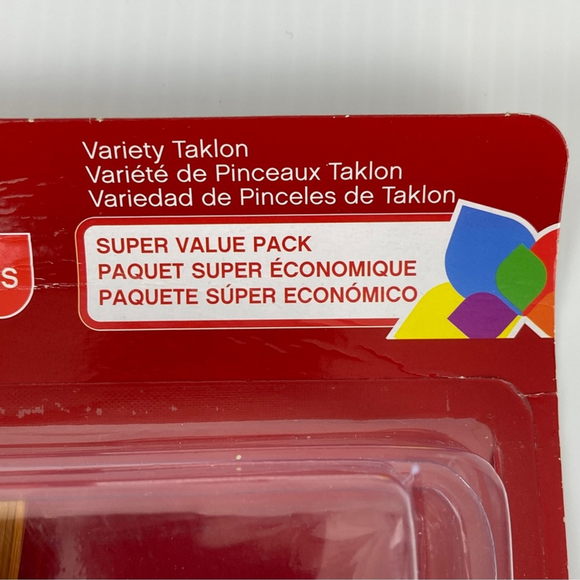 Variety Taklon
Variété de Pinceaux Taklon
Variedad de Pinceles de Taklon
SUPER VALUE PACK
PAQUET SUPER ÉCONOMIQUE
PAQUETE SÚPER ECONÓMICO
S